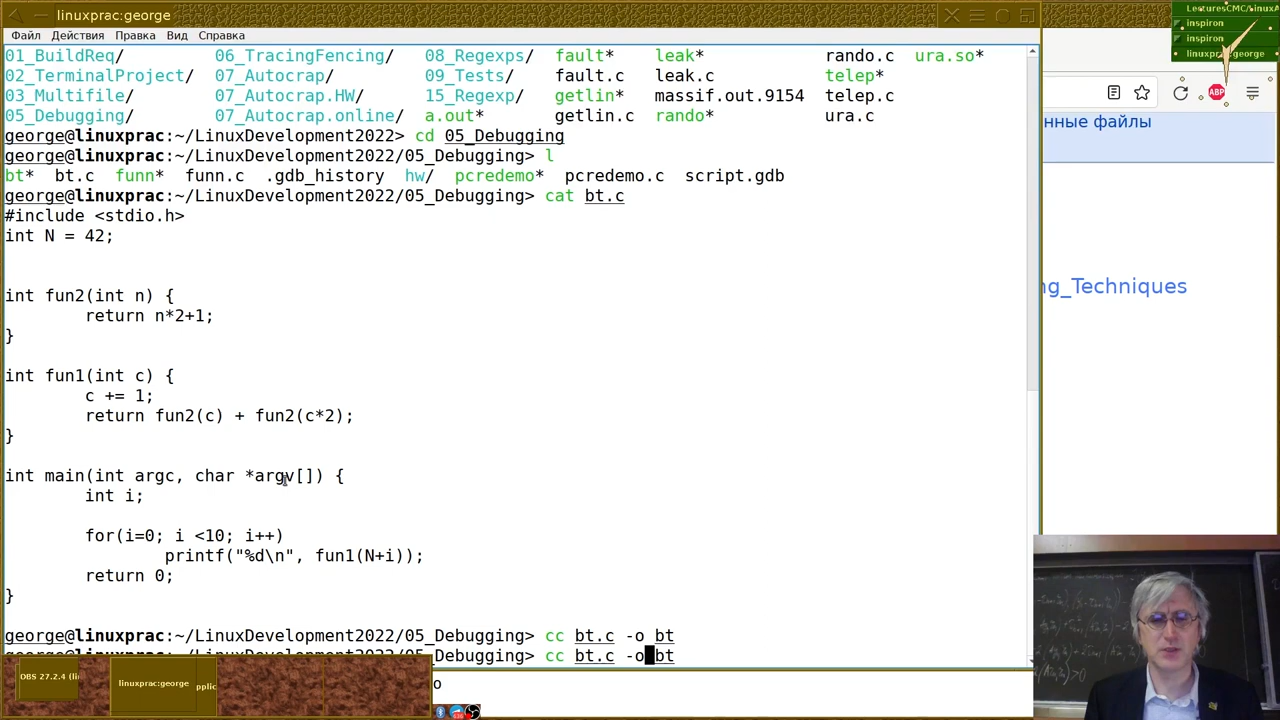 linuxprac:george
Файл Действия Правка Вид Справка
01_BuildReq/ 06_TracingFencing/ 08_Regexps/ fault* leak* rando.c ura.so*
02_TerminalProject/ 07_Autocrap/ 09_Tests/ fault.c leak.c telep*
03_Multifile/ 07_Autocrap.HW/ 15_Regexp/ getlin* massif.out.9154 telep.c
05_Debugging/ 07_Autocrap.online/ a.out* getlin.c rando* ura.c
george@linuxprac:~/LinuxDevelopment2022> cd 05_Debugging
george@linuxprac:~/LinuxDevelopment2022/05_Debugging> l
bt* bt.c funn* funn.c .gdb_history hw/ pcredemo* pcredemo.c script.gdb
george@linuxprac:~/LinuxDevelopment2022/05_Debugging> cat bt.c
#include <stdio.h>
int N = 42;
int fun2(int n) {
return n*2+1;
}
int fun1(int c) {
c += 1;
return fun2(c) + fun2(c*2);
}
int main(int argc, char *argv[]) {
int i;
for(i=0; i <10; i++)
printf("%d\n", fun1(N+i));
return 0;
}
george@linuxprac:~/LinuxDevelopment2022/05_Debugging> cc bt.c -o bt
george@linuxprac:~/LinuxDevelopment2022/05_Debugging> cc bt.c -o bt
LecturesCMC/LinuxA
inspiron
inspiron
linuxprac:george
ABP
нные файлы
ng_Techniques
OBS 27.2.4 (li
linuxprac:george
pplic
о